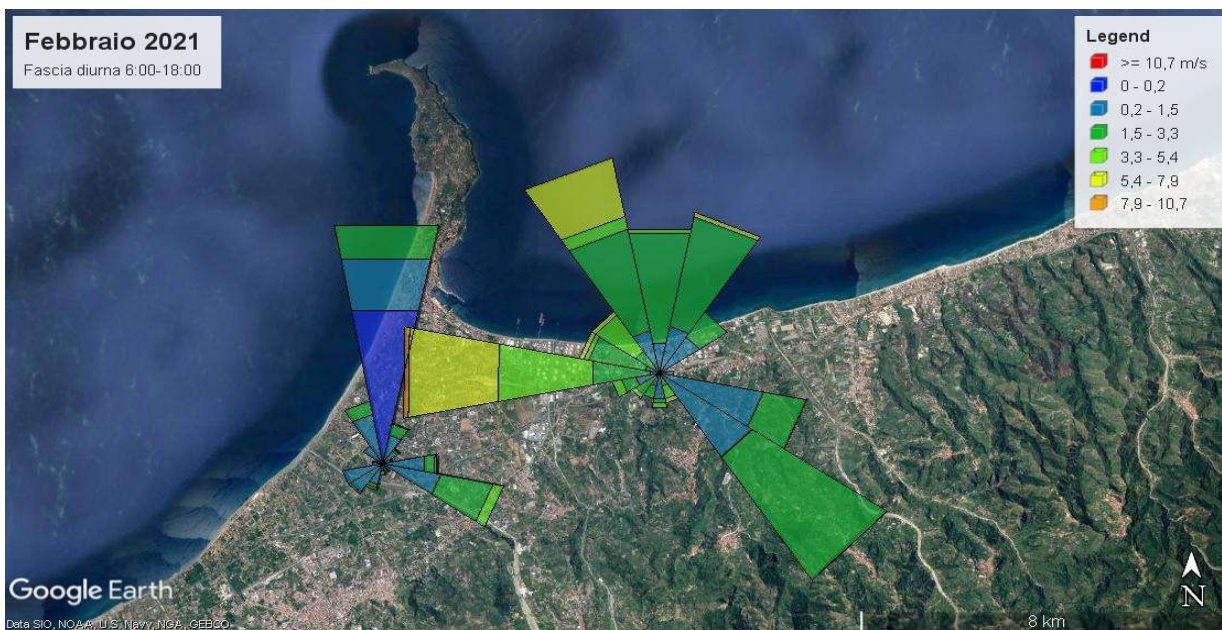 Febbraio 2021
Fascia diurna 6:00-18:00
Legend
>= 10,7 m/s
0 - 0,2
0,2 - 1,5
1,5 - 3,3
3,3 - 5,4
5,4 - 7,9
7,9 - 10,7
Google Earth
Data SIO, NOAA, U.S. Navy, NGA, GEBCO
N
8 km